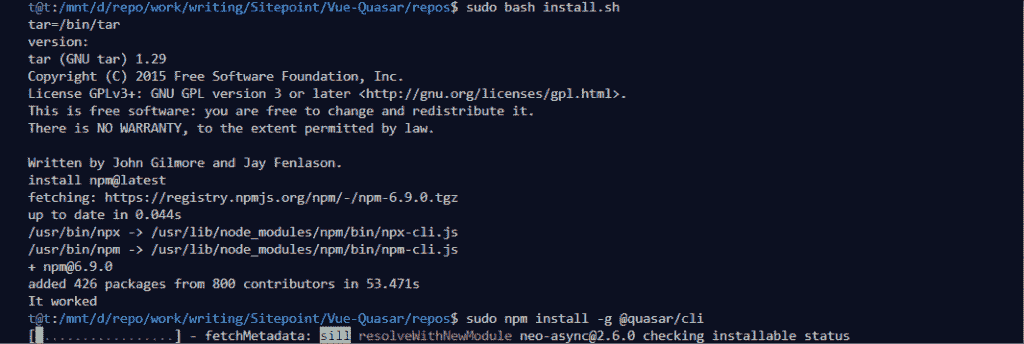 t@t:/mnt/d/repo/work/writing/Sitepoint/Vue-Quasar/repos$ sudo bash install.sh
tar=/bin/tar
version:
tar (GNU tar) 1.29
Copyright (C) 2015 Free Software Foundation, Inc.
License GPLv3+: GNU GPL version 3 or later <http://gnu.org/licenses/gpl.html>.
This is free software: you are free to change and redistribute it.
There is NO WARRANTY, to the extent permitted by law.
Written by John Gilmore and Jay Fenlason.
install npm@latest
fetching: https://registry.npmjs.org/npm/-/npm-6.9.0.tgz
up to date in 0.044s
/usr/bin/npx -> /usr/lib/node_modules/npm/bin/npx-cli.js
/usr/bin/npm -> /usr/lib/node_modules/npm/bin/npm-cli.js
+ npm@6.9.0
added 426 packages from 800 contributors in 53.471s
It worked
t@t:/mnt/d/repo/work/writing/Sitepoint/Vue-Quasar/repos$ sudo npm install -g @quasar/cli
[█.................] - fetchMetadata: sill resolveWithNewModule neo-async@2.6.0 checking installable status